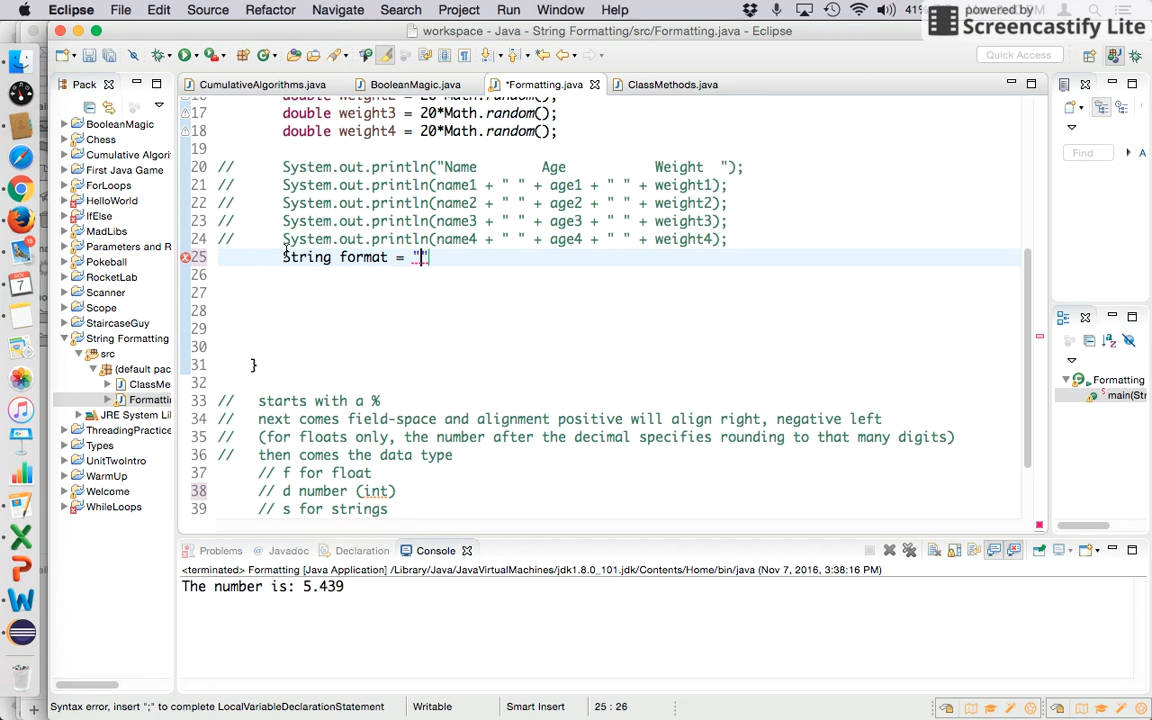 Eclipse File Edit Source Refactor Navigate Search Project Run Window Help 41%
powered by
Screencastify Lite
workspace - Java - String Formatting/src/Formatting.java - Eclipse
Quick Access
Pack
CumulativeAlgorithms.java BooleanMagic.java *Formatting.java ClassMethods.java
BooleanMagic
Chess
Cumulative Algori
First Java Game
ForLoops
HelloWorld
IfElse
MadLibs
Parameters and R
Pokeball
RocketLab
Scanner
Scope
StaircaseGuy
String Formatting
src
(default pac
ClassMe
Formatti
JRE System Li
ThreadingPractice
Types
UnitTwoIntro
WarmUp
Welcome
WhileLoops
16 double weight2 = 20*Math.random();
17 double weight3 = 20*Math.random();
18 double weight4 = 20*Math.random();
19
20 // System.out.println("Name Age Weight ");
21 // System.out.println(name1 + " " + age1 + " " + weight1);
22 // System.out.println(name2 + " " + age2 + " " + weight2);
23 // System.out.println(name3 + " " + age3 + " " + weight3);
24 // System.out.println(name4 + " " + age4 + " " + weight4);
25 String format = ""
26
27
28
29
30
31 }
32
33 // starts with a %
34 // next comes field-space and alignment positive will align right, negative left
35 // (for floats only, the number after the decimal specifies rounding to that many digits)
36 // then comes the data type
37 // f for float
38 // d number (int)
39 // s for strings
Find A
Formatting
main(Str
Problems Javadoc Declaration Console
<terminated> Formatting [Java Application] /Library/Java/JavaVirtualMachines/jdk1.8.0_101.jdk/Contents/Home/bin/java (Nov 7, 2016, 3:38:16 PM)
The number is: 5.439
Syntax error, insert ";" to complete LocalVariableDeclarationStatement Writable Smart Insert 25 : 26